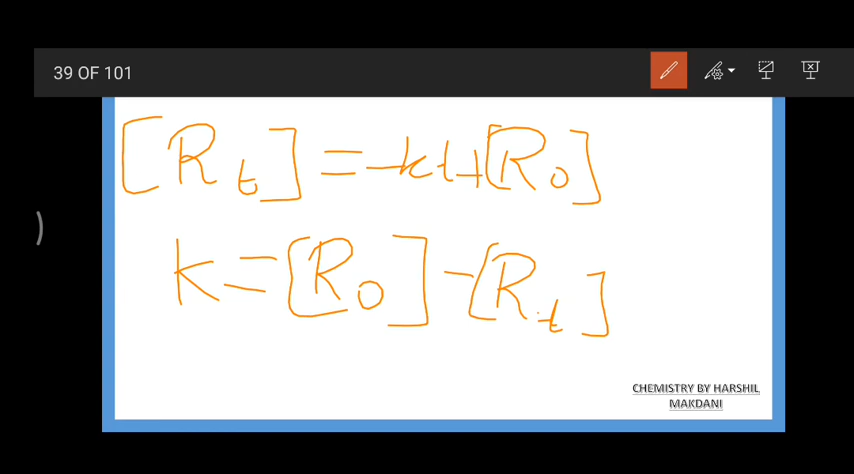 39 OF 101
[Rt] = -kt+[R0]
k = [R0] - [Rt]
CHEMISTRY BY HARSHIL
MAKDANI